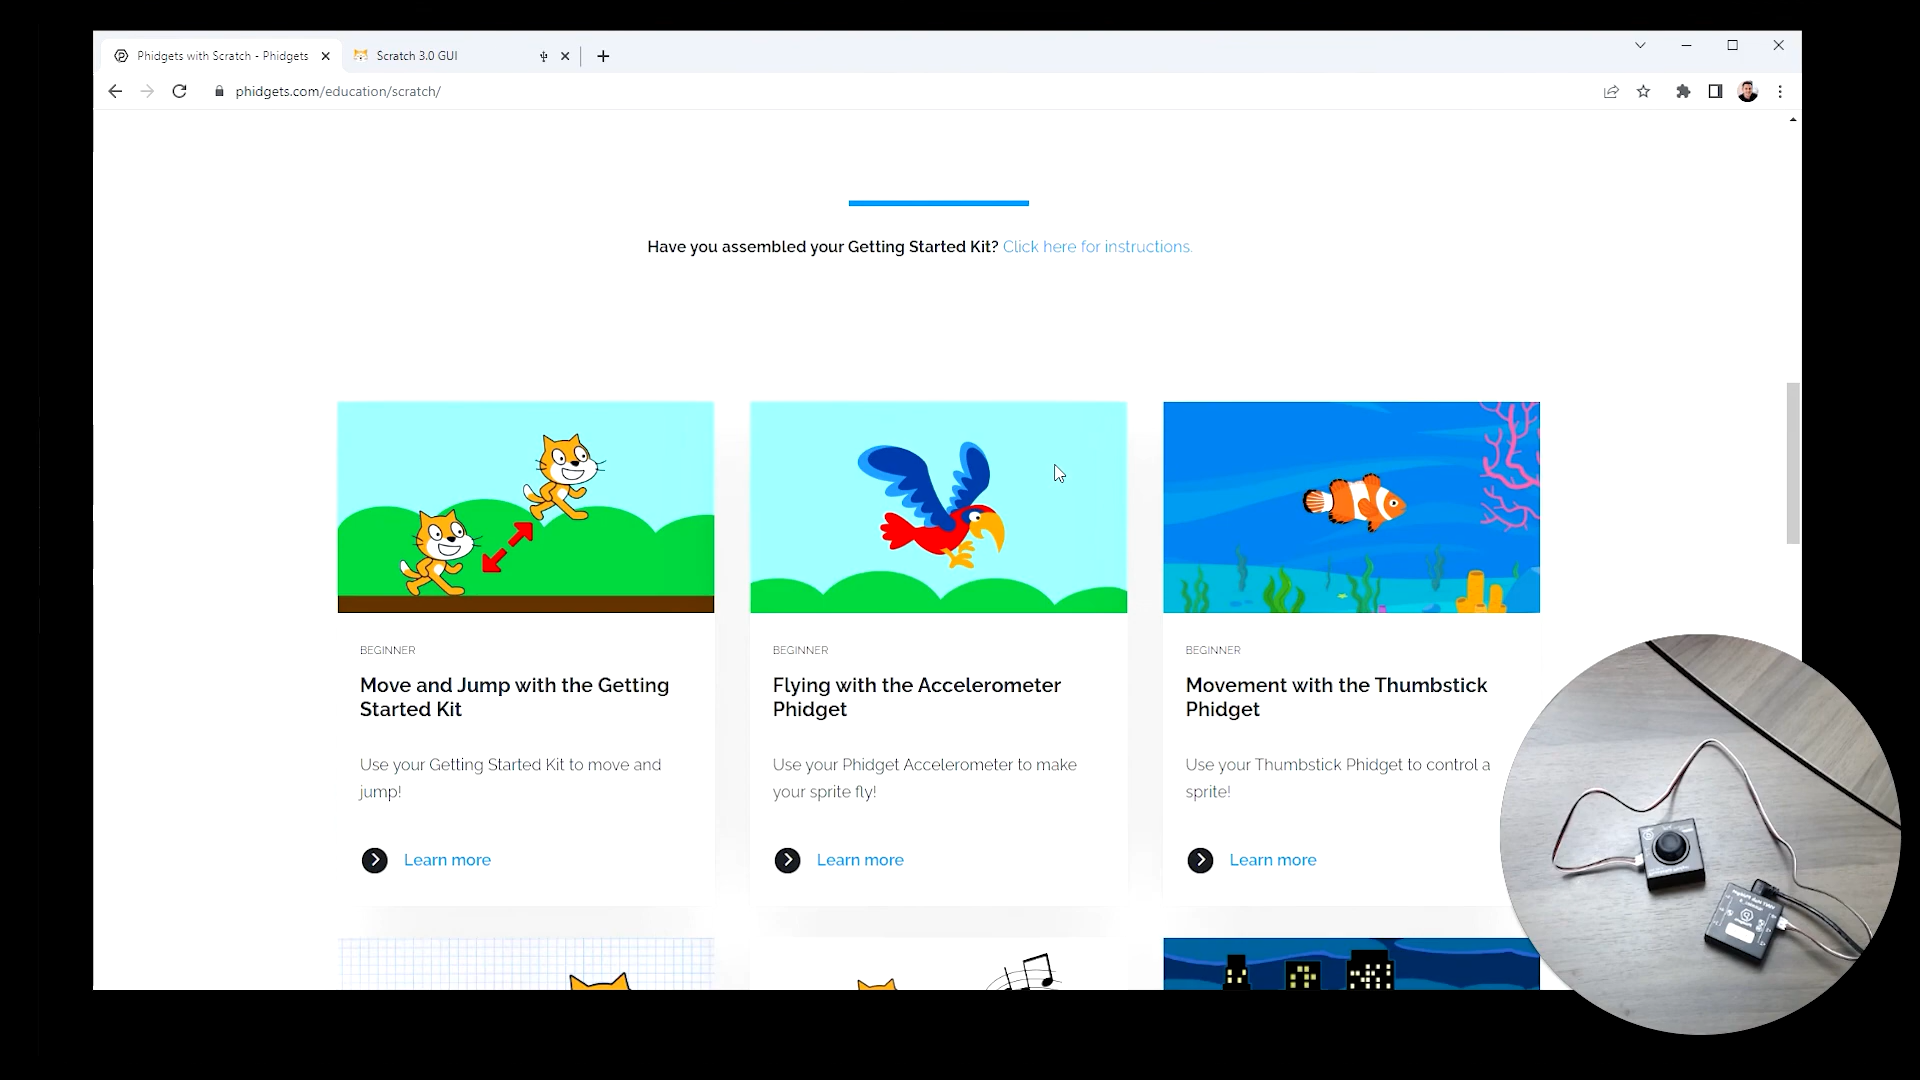 Phidgets with Scratch - Phidgets
Scratch 3.0 GUI
phidgets.com/education/scratch/
Have you assembled your Getting Started Kit? Click here for instructions.
BEGINNER
Move and Jump with the Getting
Started Kit
Use your Getting Started Kit to move and
jump!
Learn more
BEGINNER
Flying with the Accelerometer
Phidget
Use your Phidget Accelerometer to make
your sprite fly!
Learn more
BEGINNER
Movement with the Thumbstick
Phidget
Use your Thumbstick Phidget to control a
sprite!
Learn more